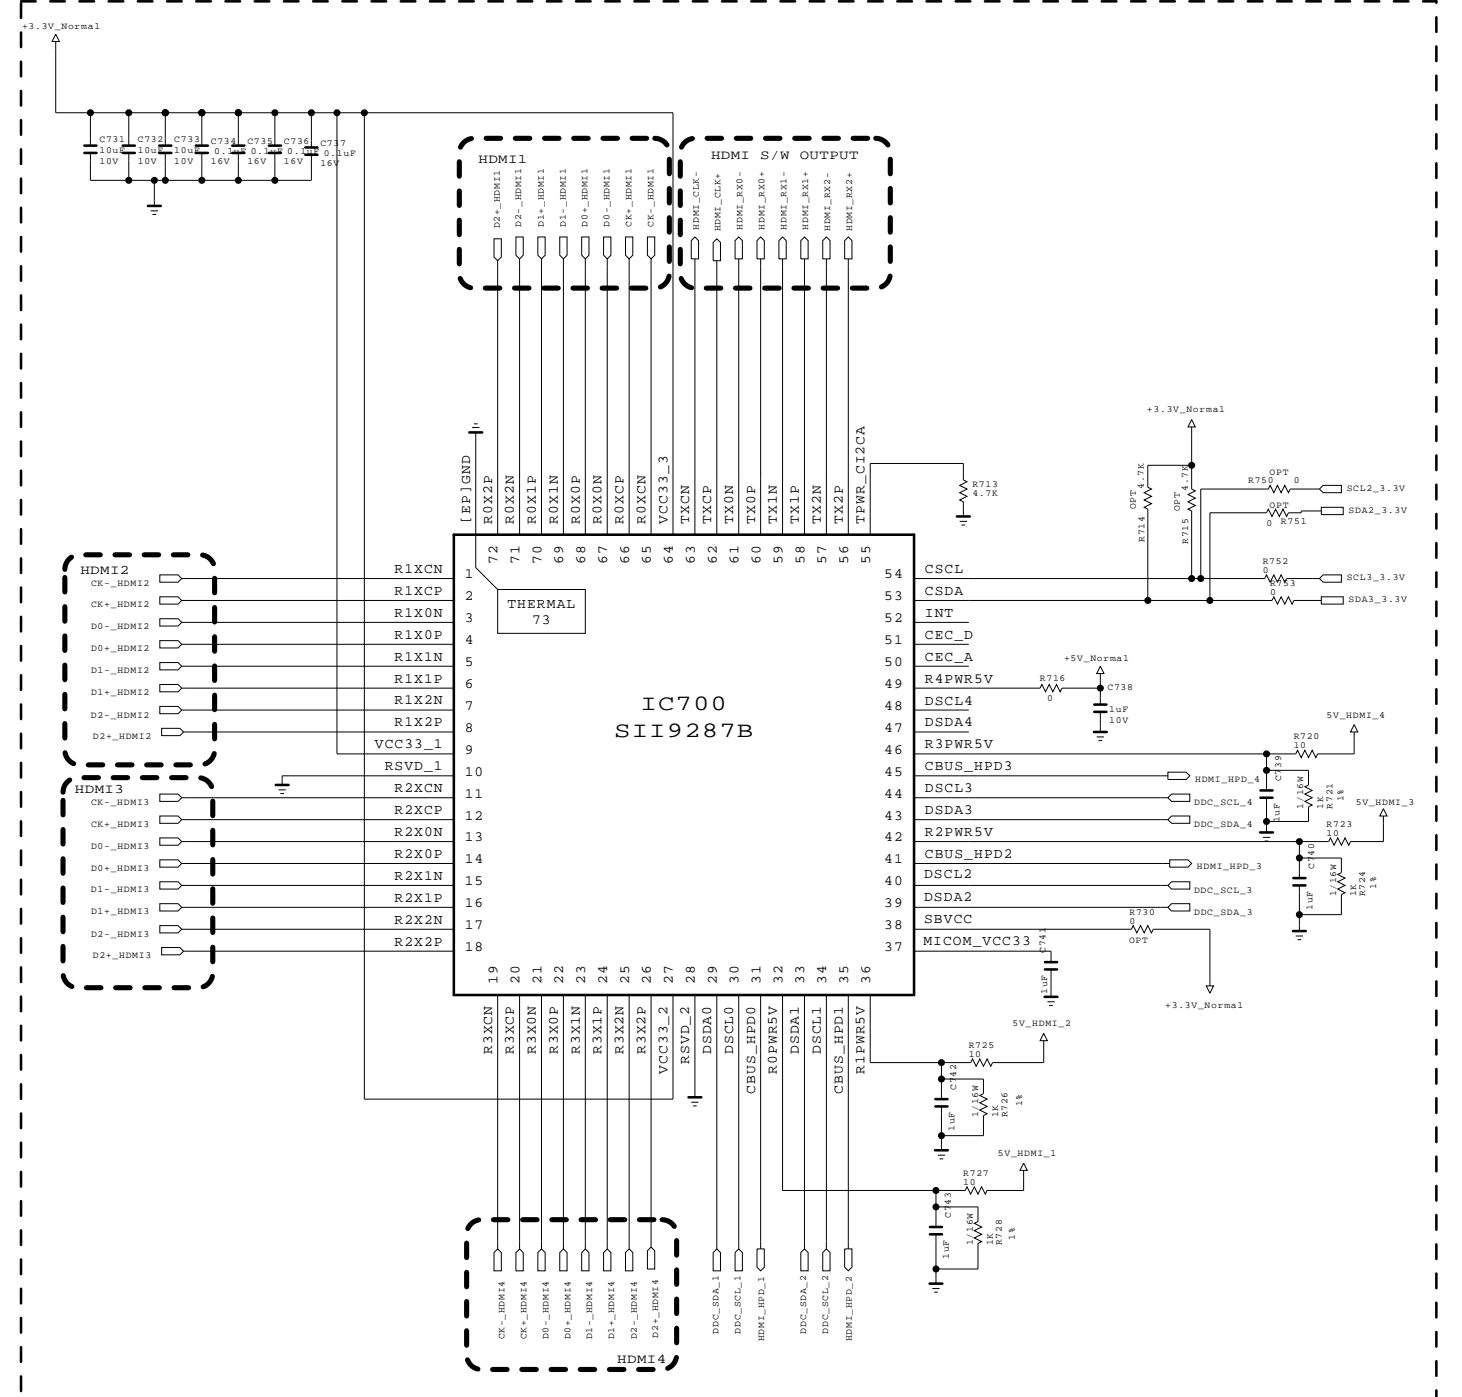 +3.3V_Normal
C731
10uF
10V
C732
10uF
10V
C733
10uF
10V
C734
0.1uF
16V
C735
0.1uF
16V
C736
0.1uF
16V
C737
0.1uF
16V
HDMI1
D2+_HDMI1
D2-_HDMI1
D1+_HDMI1
D1-_HDMI1
D0+_HDMI1
D0-_HDMI1
CK+_HDMI1
CK-_HDMI1
HDMI S/W OUTPUT
HDMI_CLK-
HDMI_CLK+
HDMI_RX0-
HDMI_RX0+
HDMI_RX1-
HDMI_RX1+
HDMI_RX2-
HDMI_RX2+
[EP]GND
R0X2P
R0X2N
R0X1P
R0X1N
R0X0P
R0X0N
R0XCP
R0XCN
VCC33_3
TXCN
TXCP
TX0N
TX0P
TX1N
TX1P
TX2N
TX2P
TPWR_CI2CA
72
71
70
69
68
67
66
65
64
63
62
61
60
59
58
57
56
55
R713
4.7K
+3.3V_Normal
OPT 4.7K
R714
OPT 4.7K
R715
OPT
R750 0
OPT
0 R751
R752
0
R753
0
SCL2_3.3V
SDA2_3.3V
SCL3_3.3V
SDA3_3.3V
HDMI2
CK-_HDMI2
CK+_HDMI2
D0-_HDMI2
D0+_HDMI2
D1-_HDMI2
D1+_HDMI2
D2-_HDMI2
D2+_HDMI2
HDMI3
CK-_HDMI3
CK+_HDMI3
D0-_HDMI3
D0+_HDMI3
D1-_HDMI3
D1+_HDMI3
D2-_HDMI3
D2+_HDMI3
R1XCN 1
R1XCP 2
R1X0N 3
R1X0P 4
R1X1N 5
R1X1P 6
R1X2N 7
R1X2P 8
VCC33_1 9
RSVD_1 10
R2XCN 11
R2XCP 12
R2X0N 13
R2X0P 14
R2X1N 15
R2X1P 16
R2X2N 17
R2X2P 18
THERMAL
73
IC700
SII9287B
54 CSCL
53 CSDA
52 INT
51 CEC_D
50 CEC_A
49 R4PWR5V
48 DSCL4
47 DSDA4
46 R3PWR5V
45 CBUS_HPD3
44 DSCL3
43 DSDA3
42 R2PWR5V
41 CBUS_HPD2
40 DSCL2
39 DSDA2
38 SBVCC
37 MICOM_VCC33
+5V_Normal
R716
0
C738
1uF
10V
5V_HDMI_4
R720
10
C739
1uF
1/16W
1K
R721
1%
HDMI_HPD_4
DDC_SCL_4
DDC_SDA_4
5V_HDMI_3
R723
10
C740
1uF
1/16W
1K
R724
1%
HDMI_HPD_3
DDC_SCL_3
DDC_SDA_3
R730
0
OPT
+3.3V_Normal
C741
1uF
19
20
21
22
23
24
25
26
27
28
29
30
31
32
33
34
35
36
R3XCN
R3XCP
R3X0N
R3X0P
R3X1N
R3X1P
R3X2N
R3X2P
VCC33_2
RSVD_2
DSDA0
DSCL0
CBUS_HPD0
R0PWR5V
DSDA1
DSCL1
CBUS_HPD1
R1PWR5V
5V_HDMI_2
R725
10
C742
1uF
1/16W
1K
R726
1%
5V_HDMI_1
R727
10
C743
1uF
1/16W
1K
R728
1%
CK-_HDMI4
CK+_HDMI4
D0-_HDMI4
D0+_HDMI4
D1-_HDMI4
D1+_HDMI4
D2-_HDMI4
D2+_HDMI4
HDMI4
DDC_SDA_1
DDC_SCL_1
HDMI_HPD_1
DDC_SDA_2
DDC_SCL_2
HDMI_HPD_2